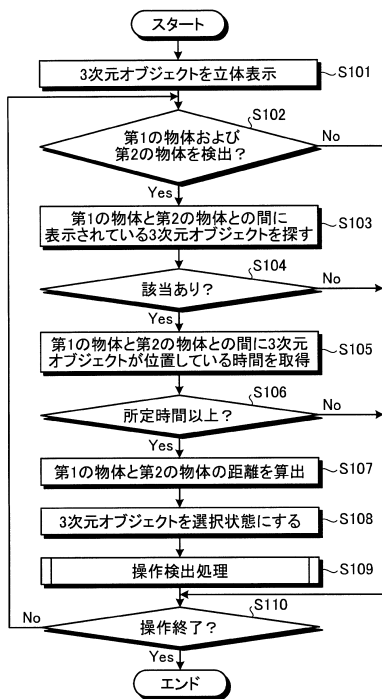 スタート
3次元オブジェクトを立体表示
S101
S102
第1の物体および
第2の物体を検出？
No
Yes
第1の物体と第2の物体との間に
表示されている3次元オブジェクトを探す
S103
S104
該当あり？
No
Yes
第1の物体と第2の物体との間に3次元
オブジェクトが位置している時間を取得
S105
S106
所定時間以上？
No
Yes
第1の物体と第2の物体の距離を算出
S107
3次元オブジェクトを選択状態にする
S108
操作検出処理
S109
S110
No
操作終了？
Yes
エンド